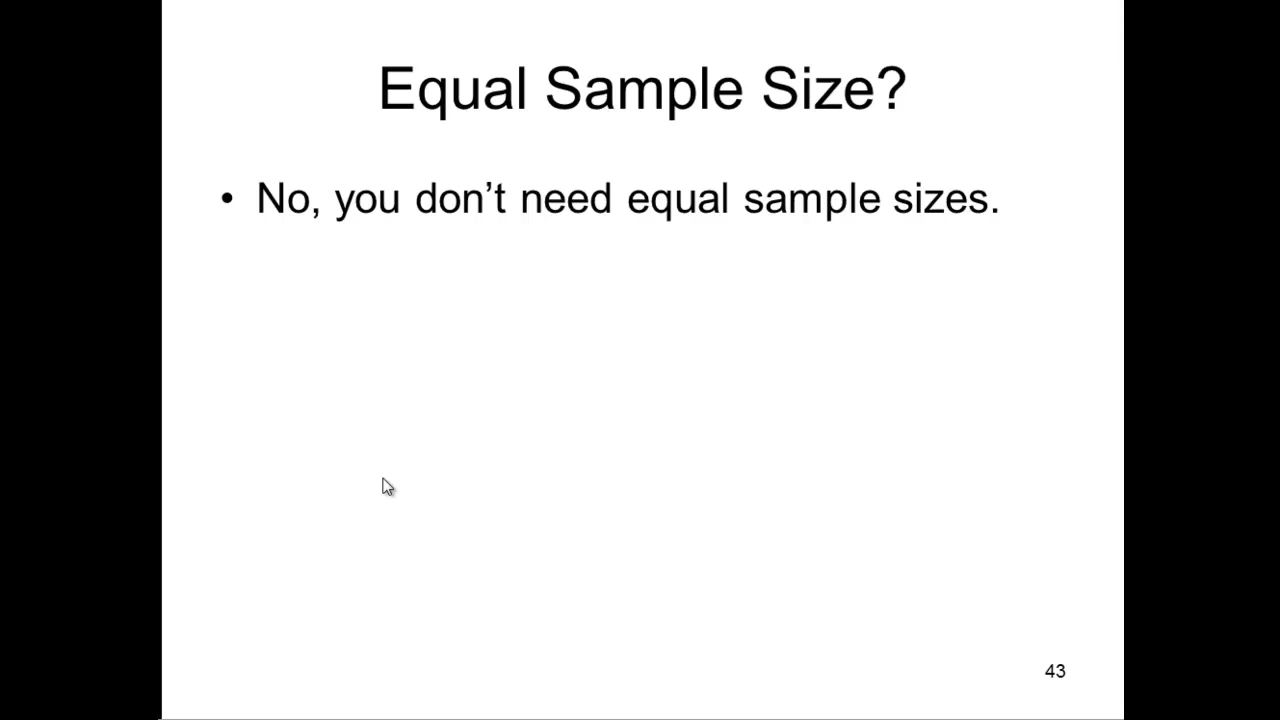 Equal Sample Size?
• No, you don’t need equal sample sizes.
43